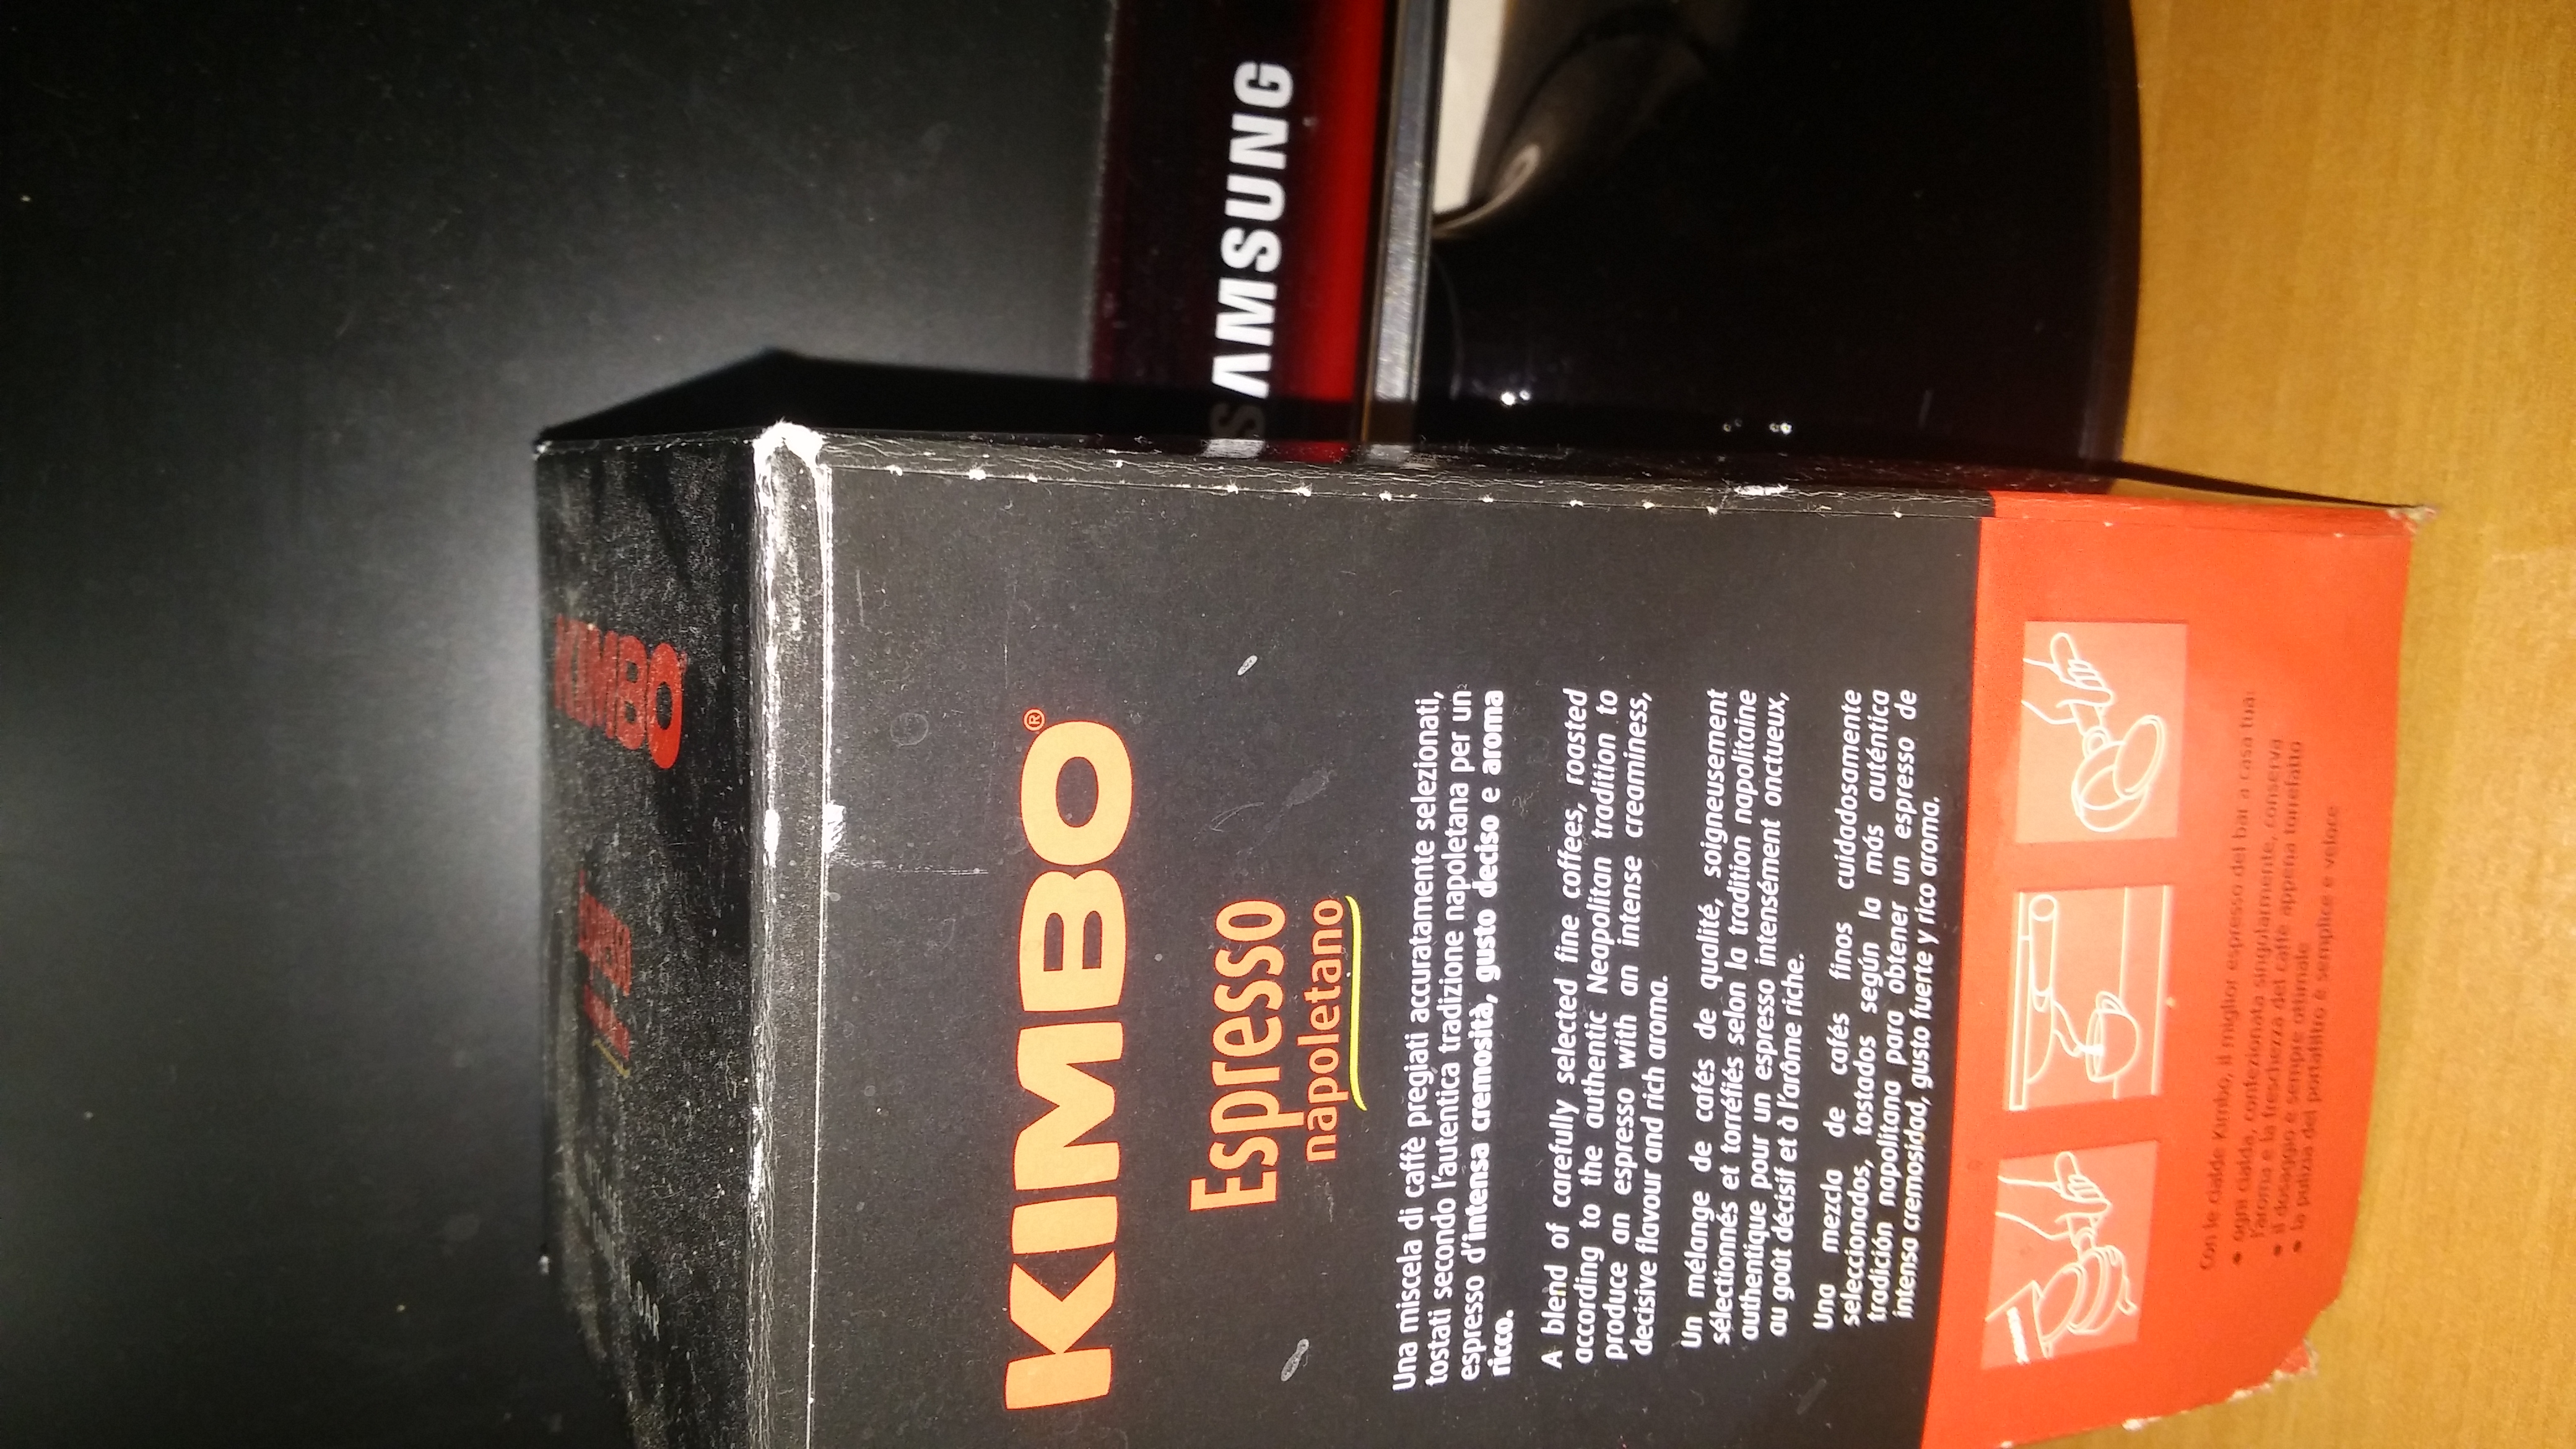 KIMBO
KIMBO®
Espresso
napoletano
SAMSUNG
Una miscela di caffè pregiati accuratamente selezionati,
tostati secondo l'autentica tradizione napoletana per un
espresso d'intensa cremosità, gusto deciso e aroma
ricco.
A blend of carefully selected fine coffees, roasted
according to the authentic Neapolitan tradition to
produce an espresso with an intense creaminess,
decisive flavour and rich aroma.
Un mélange de cafés de qualité, soigneusement
sélectionnés et torréfiés selon la tradition napolitaine
authentique pour un espresso intensément onctueux,
au goût décisif et à l'arôme riche.
Una mezcla de cafés finos cuidadosamente
seleccionados, tostados según la más auténtica
tradición napolitana para obtener un espresso de
intensa cremosidad, gusto fuerte y rico aroma.
Con le cialde Kimbo, il miglior espresso del bar a casa tua:
• ogni cialda, confezionata singolarmente, conserva
l'aroma e la freschezza del caffè appena torrefatto
• il dosaggio è sempre ottimale
• la pulizia del portafiltro è semplice e veloce